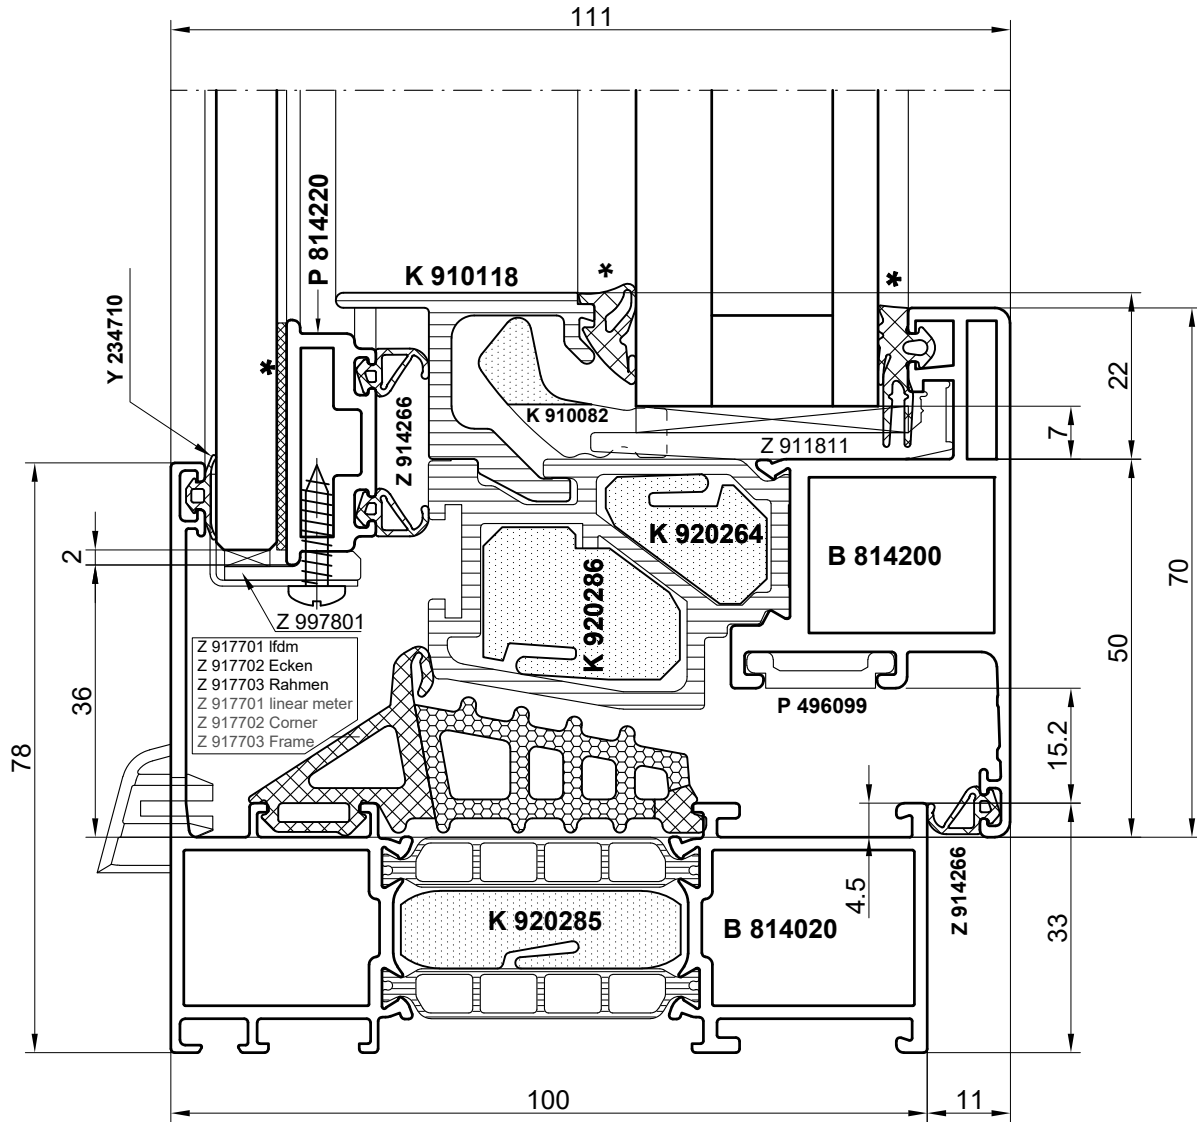 111
P 814220
K 910118
*
*
Y 234710
*
Z 914266
K 910082
Z 911811
22
7
K 920264
B 814200
K 920286
2
70
Z 997801
Z 917701 lfdm
Z 917702 Ecken
Z 917703 Rahmen
Z 917701 linear meter
Z 917702 Corner
Z 917703 Frame
50
36
P 496099
15.2
78
4.5
Z 914266
K 920285
B 814020
33
100
11